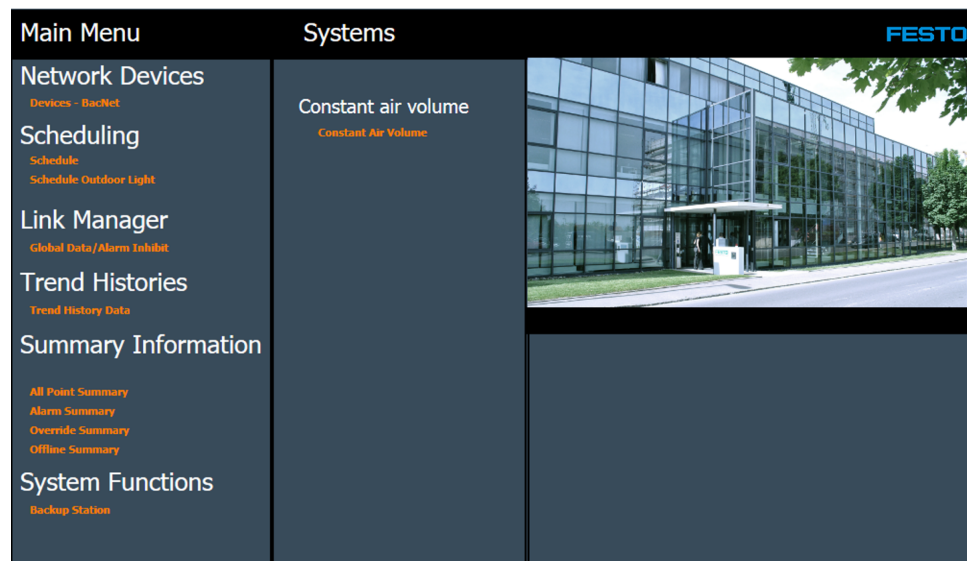 Main Menu
Systems
FESTO
Network Devices
Devices - BacNet
Scheduling
Schedule
Schedule Outdoor Light
Link Manager
Global Data/Alarm Inhibit
Trend Histories
Trend History Data
Summary Information
All Point Summary
Alarm Summary
Override Summary
Offline Summary
System Functions
Backup Station
Constant air volume
Constant Air Volume